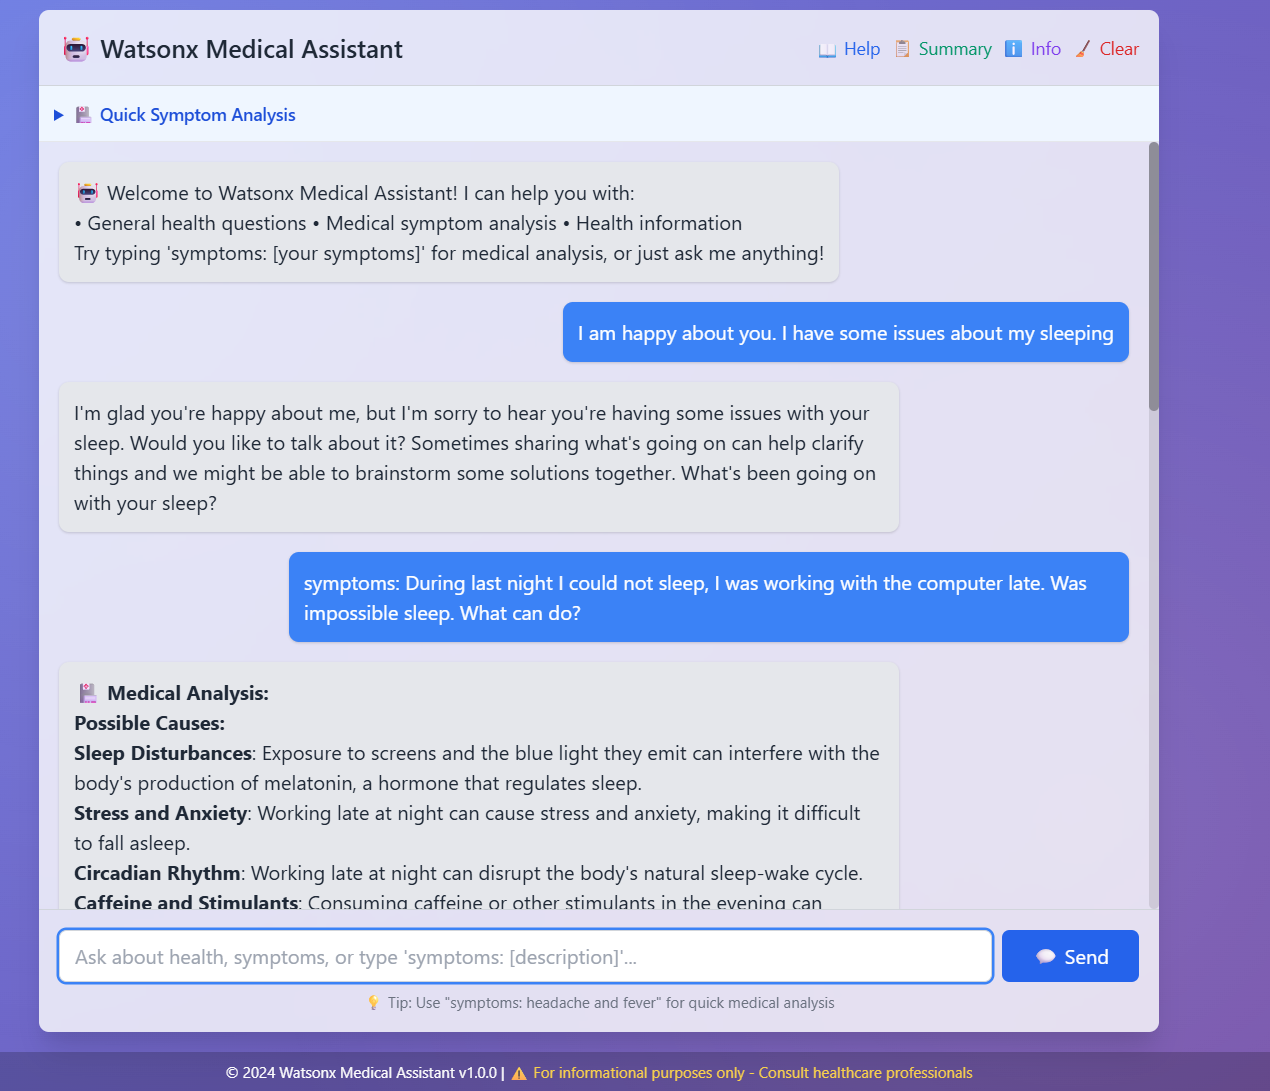 Watsonx Medical Assistant
Help Summary Info Clear
Quick Symptom Analysis
Welcome to Watsonx Medical Assistant! I can help you with:
• General health questions • Medical symptom analysis • Health information
Try typing 'symptoms: [your symptoms]' for medical analysis, or just ask me anything!
I am happy about you. I have some issues about my sleeping
I'm glad you're happy about me, but I'm sorry to hear you're having some issues with your
sleep. Would you like to talk about it? Sometimes sharing what's going on can help clarify
things and we might be able to brainstorm some solutions together. What's been going on
with your sleep?
symptoms: During last night I could not sleep, I was working with the computer late. Was
impossible sleep. What can do?
Medical Analysis:
Possible Causes:
Sleep Disturbances: Exposure to screens and the blue light they emit can interfere with the
body's production of melatonin, a hormone that regulates sleep.
Stress and Anxiety: Working late at night can cause stress and anxiety, making it difficult
to fall asleep.
Circadian Rhythm: Working late at night can disrupt the body's natural sleep-wake cycle.
Caffeine and Stimulants: Consuming caffeine or other stimulants in the evening can
Ask about health, symptoms, or type 'symptoms: [description]'...
Send
Tip: Use "symptoms: headache and fever" for quick medical analysis
© 2024 Watsonx Medical Assistant v1.0.0 | ⚠ For informational purposes only - Consult healthcare professionals